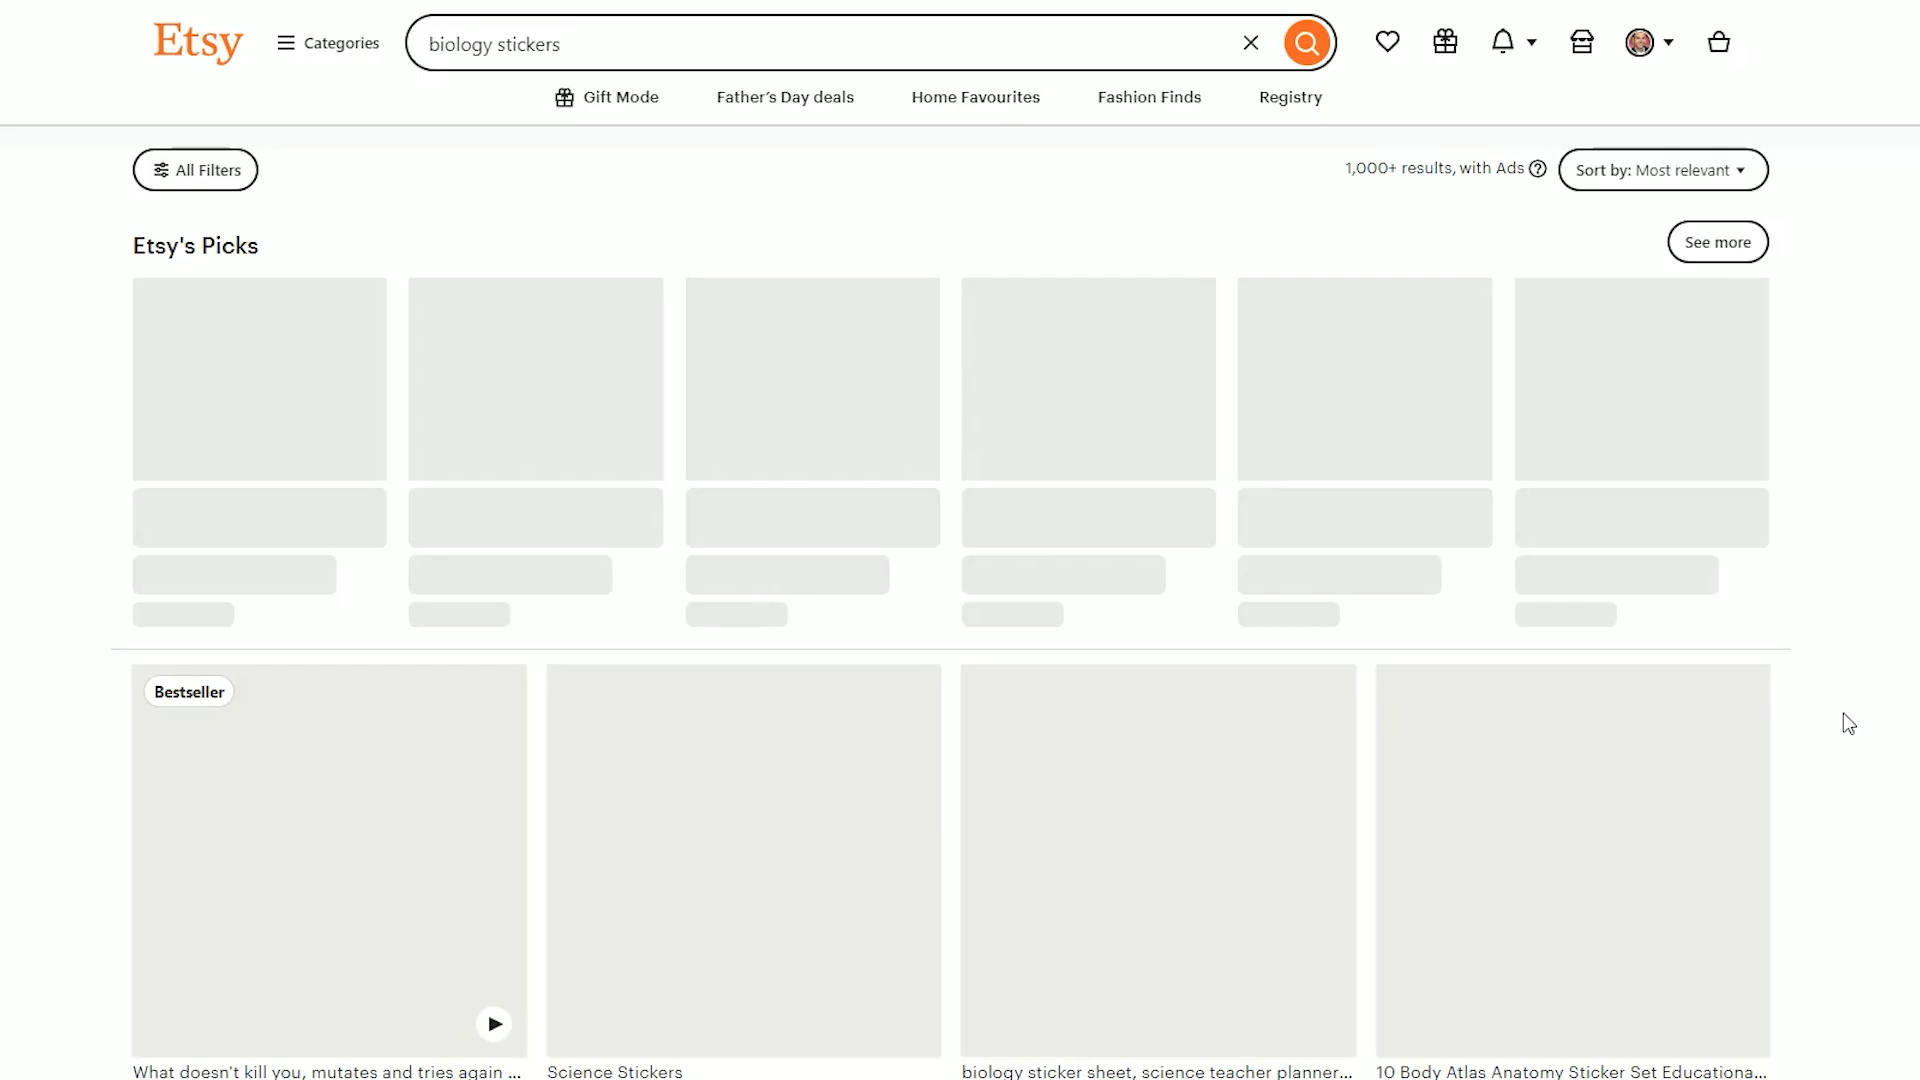 Etsy
Categories
biology stickers
Gift Mode
Father's Day deals
Home Favourites
Fashion Finds
Registry
All Filters
1,000+ results, with Ads
Sort by: Most relevant
Etsy's Picks
See more
Bestseller
What doesn't kill you, mutates and tries again ...
Science Stickers
biology sticker sheet, science teacher planner...
10 Body Atlas Anatomy Sticker Set Educationa...